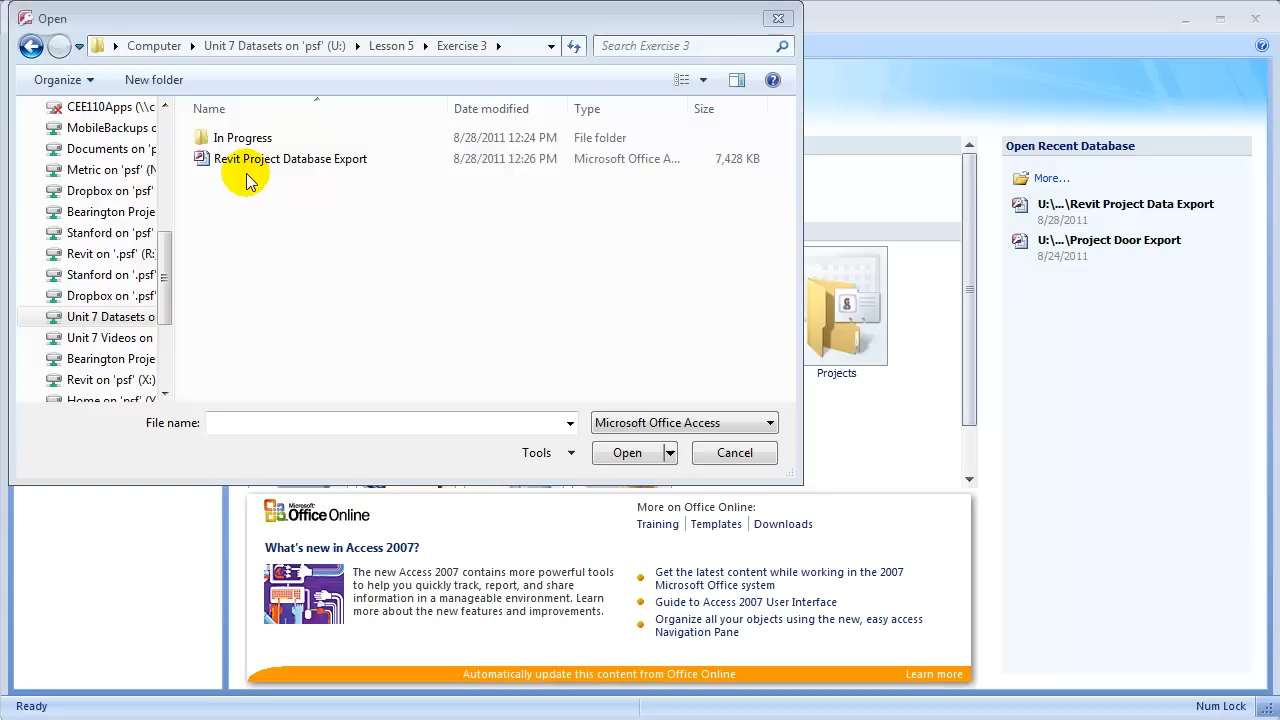 Open
Computer
Unit 7 Datasets on 'psf' (U:)
Lesson 5
Exercise 3
Search Exercise 3
Organize
New folder
Name
Date modified
Type
Size
In Progress
8/28/2011 12:24 PM
File folder
Revit Project Database Export
8/28/2011 12:26 PM
Microsoft Office A...
7,428 KB
CEE110Apps (\\c
MobileBackups o
Documents on 'p
Metric on '.psf' (N
Dropbox on 'psf'
Bearington Proje
Stanford on 'psf'
Revit on '.psf' (R:
Stanford on 'psf'
Dropbox on '.psf'
Unit 7 Datasets o
Unit 7 Videos on
Bearington Proje
Revit on 'psf' (X:)
Home on 'psf' (Y
File name:
Microsoft Office Access
Tools
Open
Cancel
Projects
Open Recent Database
More...
U:\...\Revit Project Data Export
8/28/2011
U:\...\Project Door Export
8/24/2011
Microsoft
Office Online
What's new in Access 2007?
The new Access 2007 contains more powerful tools
to help you quickly track, report, and share
information in a manageable environment. Learn
more about the new features and improvements.
More on Office Online:
Training | Templates | Downloads
Get the latest content while working in the 2007
Microsoft Office system
Guide to Access 2007 User Interface
Organize all your objects using the new, easy access
Navigation Pane
Automatically update this content from Office Online
Learn more
Ready
Num Lock